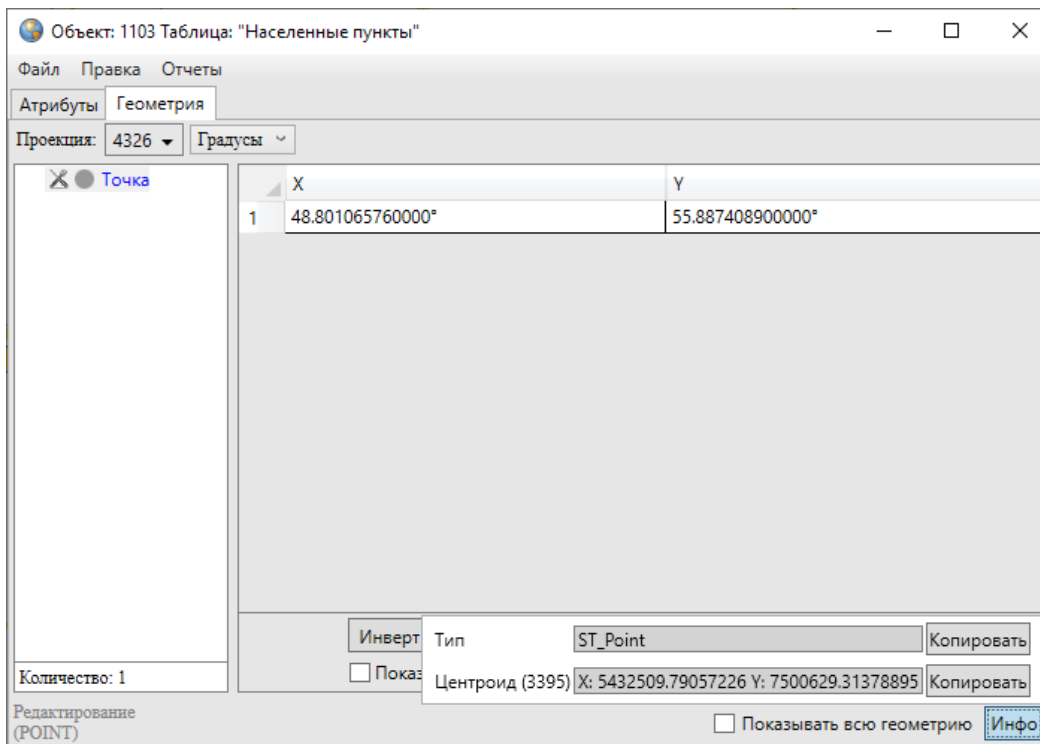 Объект: 1103 Таблица: "Населенные пункты"
Файл Правка Отчеты
Атрибуты Геометрия
Проекция: 4326 Градусы
Точка
X Y
1 48.801065760000° 55.887408900000°
Инверт
Тип ST_Point Копировать
Показ
Центроид (3395) X: 5432509.79057226 Y: 7500629.31378895 Копировать
Количество: 1
Редактирование
(POINT)
Показывать всю геометрию Инфо